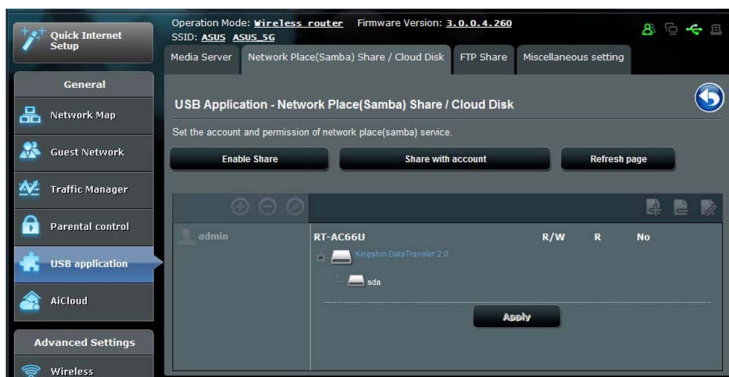 Quick Internet
Setup
Operation Mode: Wireless router Firmware Version: 3.0.0.4.260
SSID: ASUS ASUS_5G
Media Server Network Place(Samba) Share / Cloud Disk FTP Share Miscellaneous setting
General
Network Map
Guest Network
Traffic Manager
Parental control
USB application
AiCloud
Advanced Settings
Wireless
USB Application - Network Place(Samba) Share / Cloud Disk
Set the account and permission of network place(samba) service.
Enable Share Share with account Refresh page
admin
RT-AC66U R/W R No
Kingston DataTraveler 2.0
sda
Apply